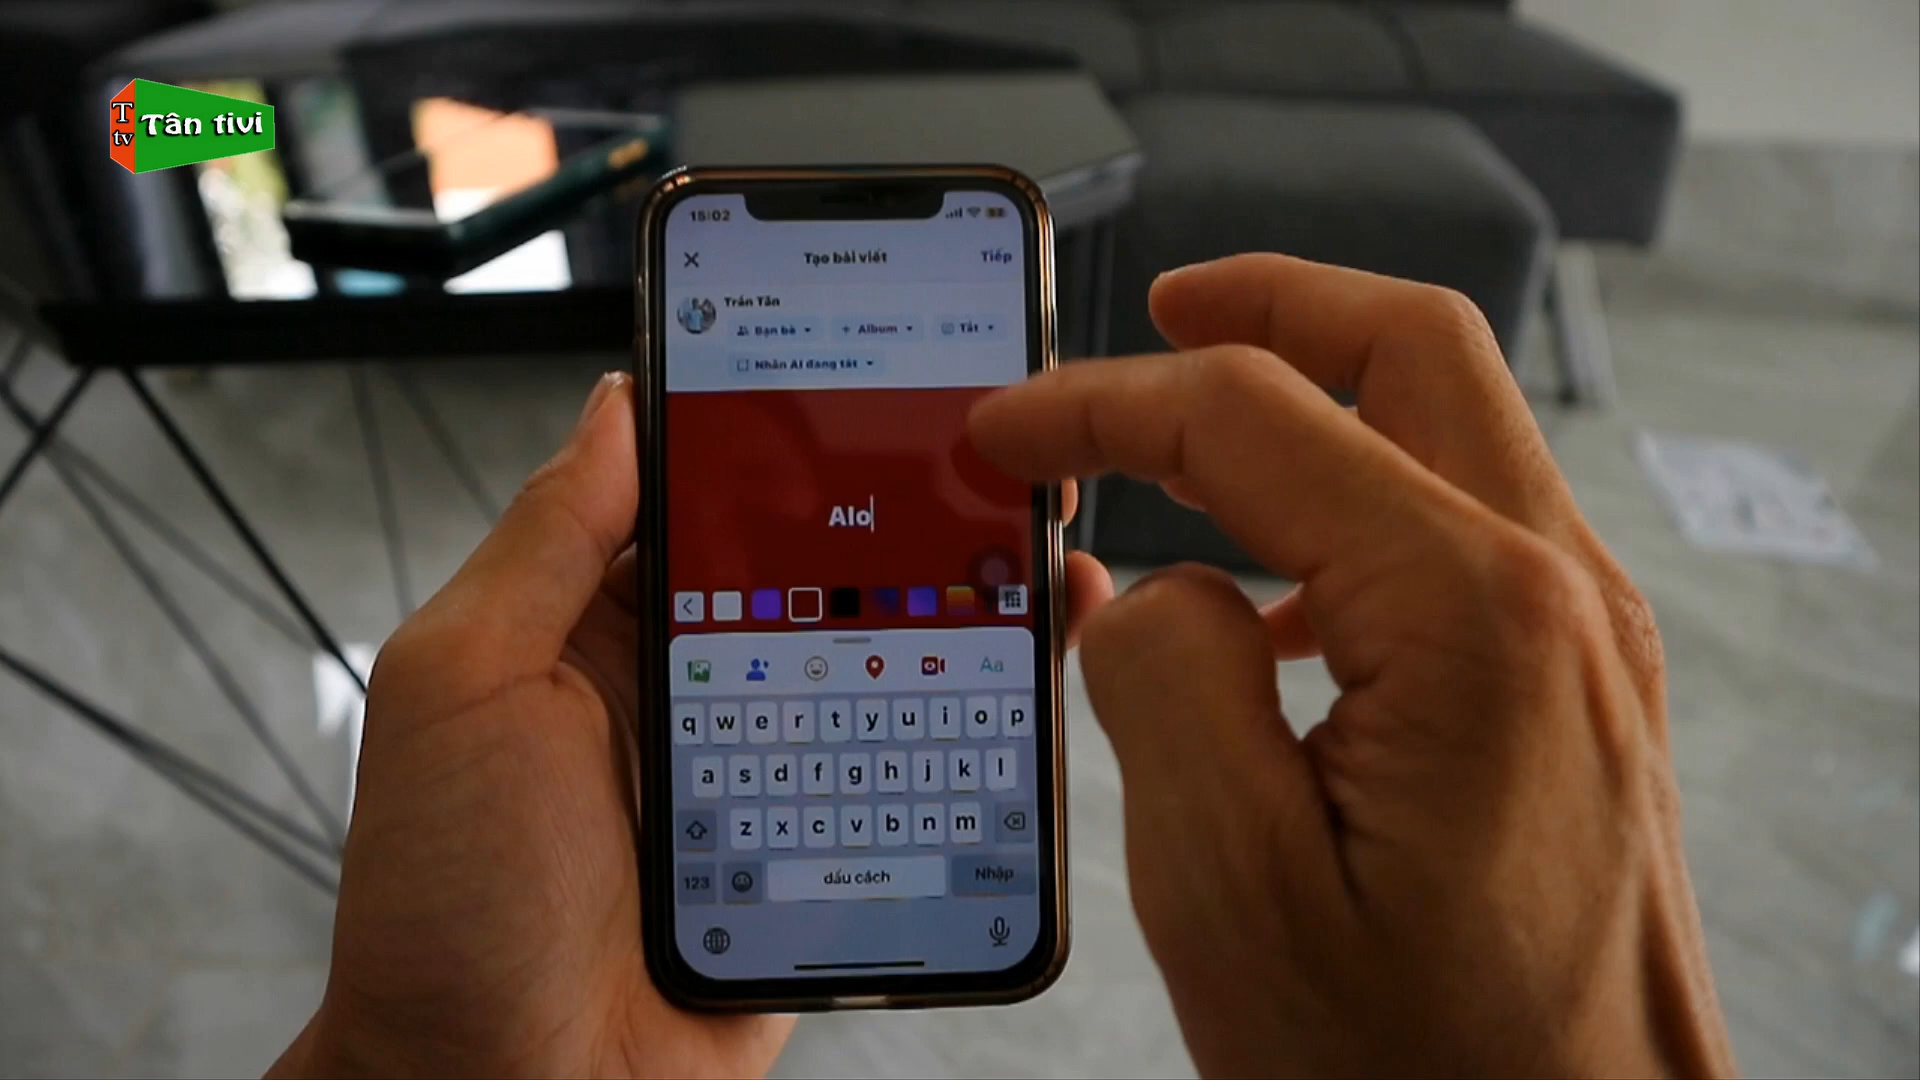 T
tv
Tân tivi
15:02
Tạo bài viết
Tiếp
Trần Tân
Bạn bè
+ Album
Tắt
Nhãn AI đang tắt
Alo
Aa
q w e r t y u i o p
a s d f g h j k l
z x c v b n m
123
dấu cách
Nhập